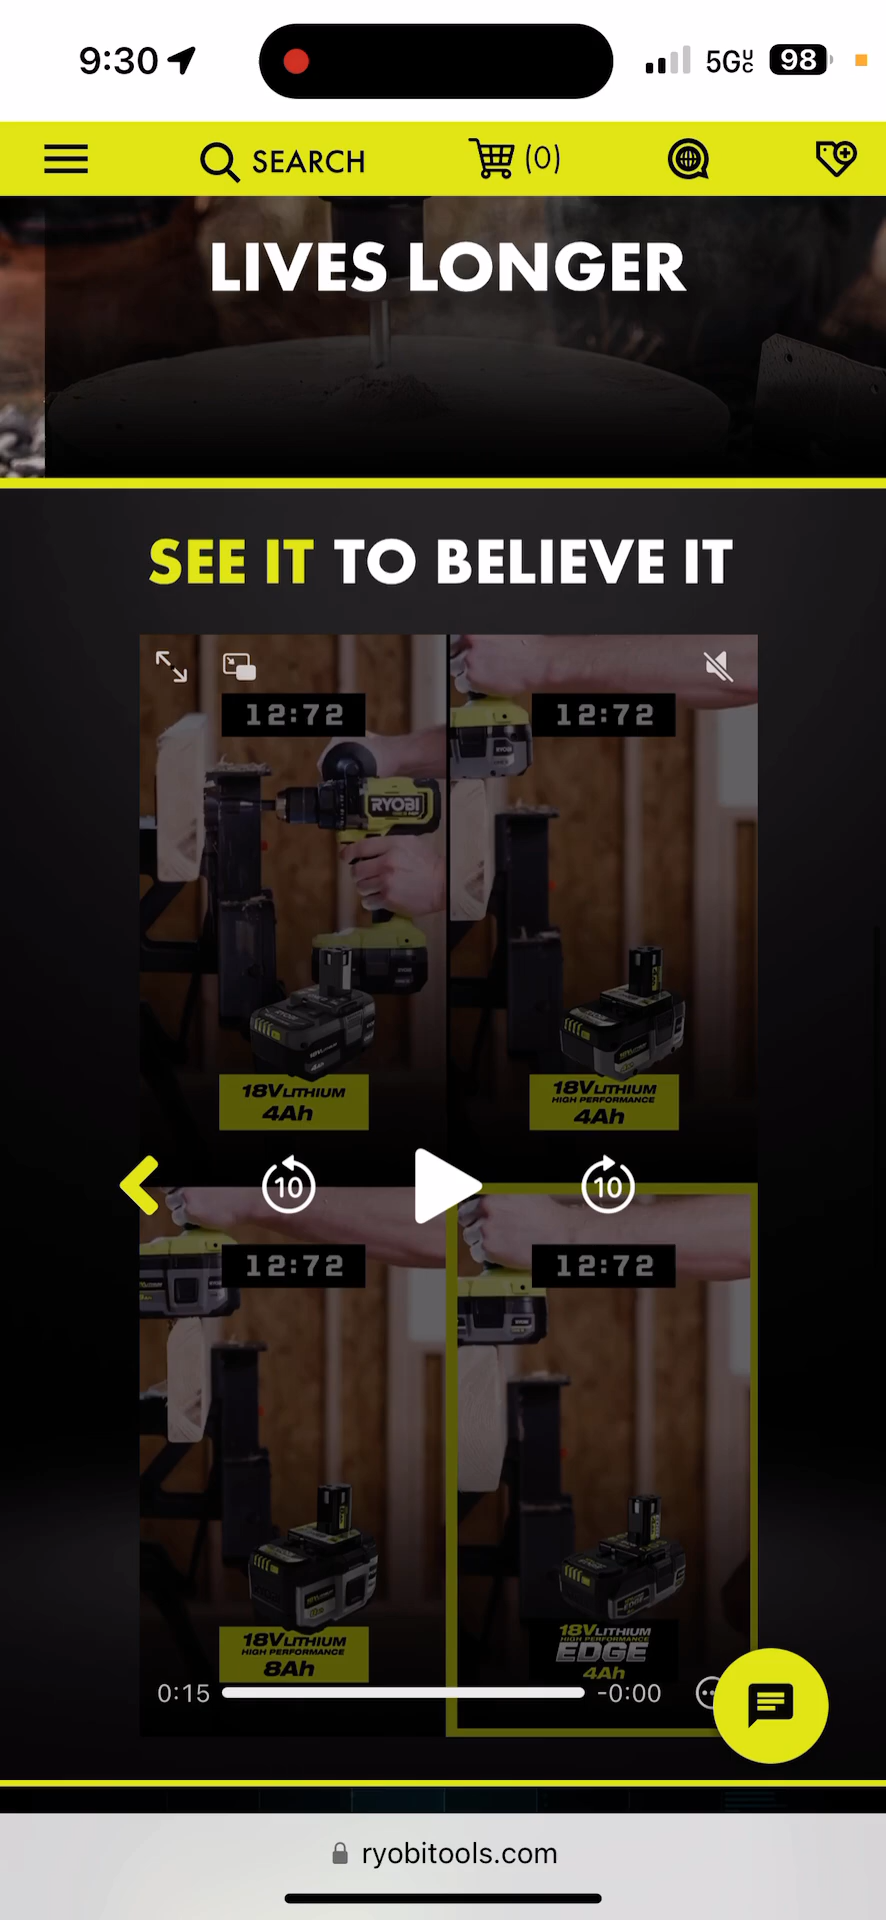 9:30
5GUC
98
SEARCH
(0)
LIVES LONGER
SEE IT TO BELIEVE IT
12:72
12:72
RYOBI
18V LITHIUM
4Ah
18V LITHIUM
HIGH PERFORMANCE
4Ah
10
10
12:72
12:72
18V LITHIUM
HIGH PERFORMANCE
8Ah
18V LITHIUM
HIGH PERFORMANCE
EDGE
4Ah
0:15
-0:00
ryobitools.com